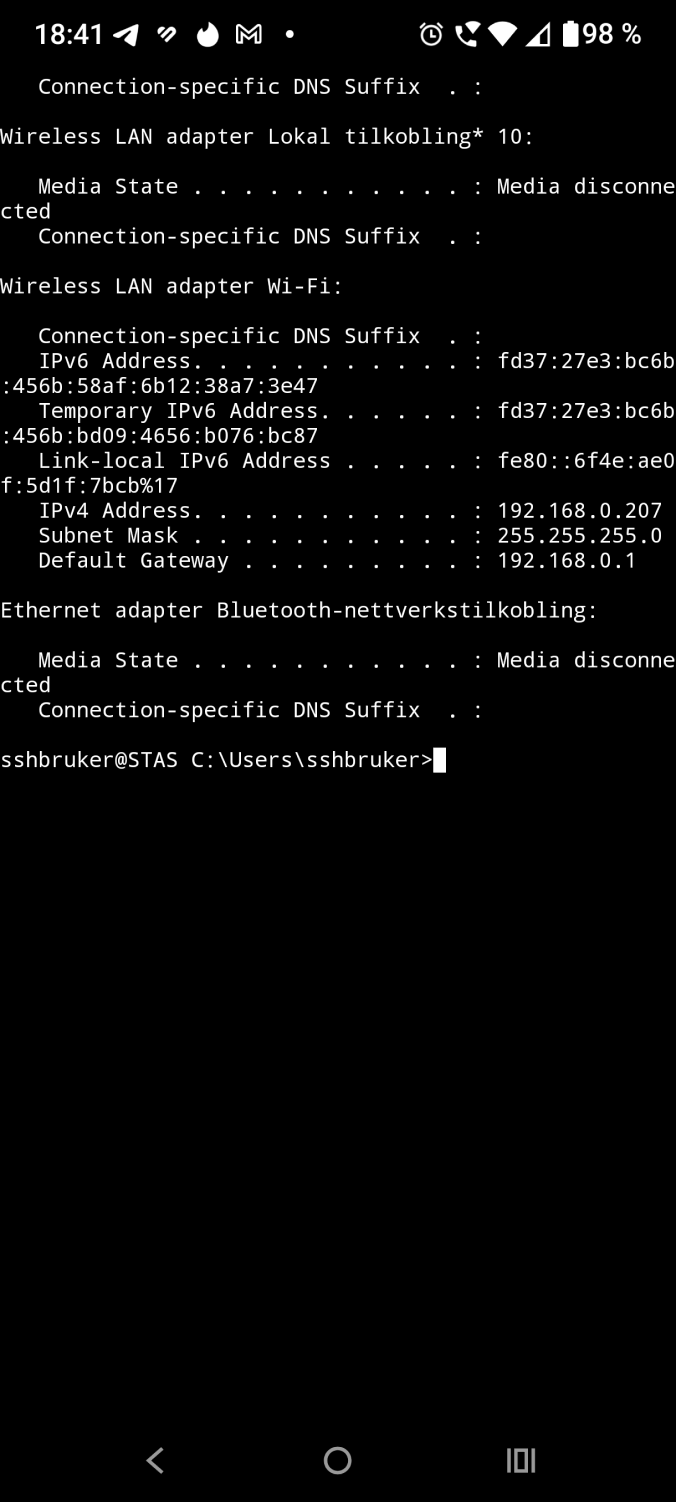 18:41 98 %
Connection-specific DNS Suffix  . :
Wireless LAN adapter Lokal tilkobling* 10:
Media State . . . . . . . . . . . : Media disconne
cted
Connection-specific DNS Suffix  . :
Wireless LAN adapter Wi-Fi:
Connection-specific DNS Suffix  . :
IPv6 Address. . . . . . . . . . . : fd37:27e3:bc6b
:456b:58af:6b12:38a7:3e47
Temporary IPv6 Address. . . . . . : fd37:27e3:bc6b
:456b:bd09:4656:b076:bc87
Link-local IPv6 Address . . . . . : fe80::6f4e:ae0
f:5d1f:7bcb%17
IPv4 Address. . . . . . . . . . . : 192.168.0.207
Subnet Mask . . . . . . . . . . . : 255.255.255.0
Default Gateway . . . . . . . . . : 192.168.0.1
Ethernet adapter Bluetooth-nettverkstilkobling:
Media State . . . . . . . . . . . : Media disconne
cted
Connection-specific DNS Suffix  . :
sshbruker@STAS C:\Users\sshbruker>